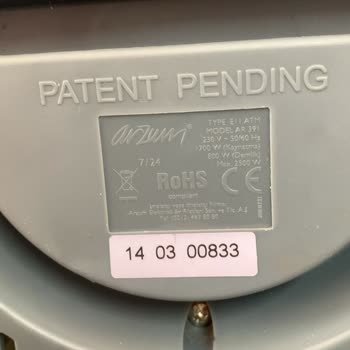 PATENT PENDING
arzum
TYPE E11 ATM
MODEL AR 391
230 V - 50/60 Hz
1700 W (Kaynatma)
800 W (Demlik)
Max. 2500 W
7/24
RoHS
compliant
CE
14 03 00833